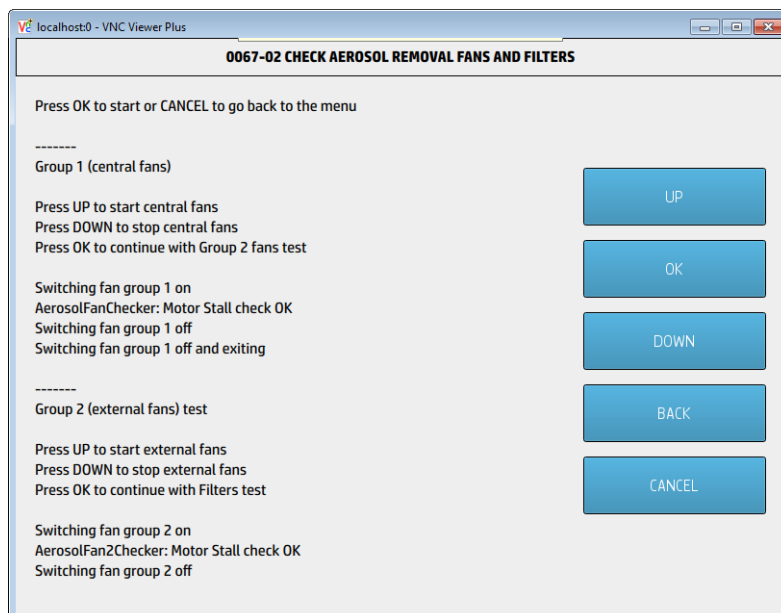 localhost:0 - VNC Viewer Plus
0067-02 CHECK AEROSOL REMOVAL FANS AND FILTERS
Press OK to start or CANCEL to go back to the menu
-------
Group 1 (central fans)
Press UP to start central fans
Press DOWN to stop central fans
Press OK to continue with Group 2 fans test
Switching fan group 1 on
AerosolFanChecker: Motor Stall check OK
Switching fan group 1 off
Switching fan group 1 off and exiting
-------
Group 2 (external fans) test
Press UP to start external fans
Press DOWN to stop external fans
Press OK to continue with Filters test
Switching fan group 2 on
AerosolFan2Checker: Motor Stall check OK
Switching fan group 2 off
UP
OK
DOWN
BACK
CANCEL